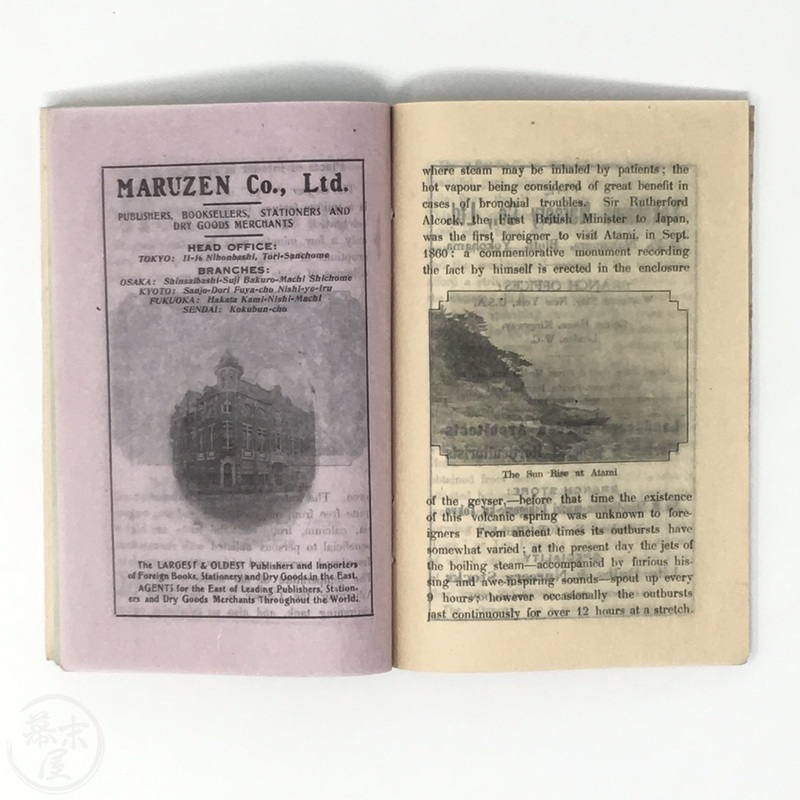 MARUZEN Co., Ltd.
PUBLISHERS, BOOKSELLERS, STATIONERS AND
DRY GOODS MERCHANTS
HEAD OFFICE:
TOKYO: 11-16 Nihonbashi, Tori-Sanchome
BRANCHES:
OSAKA: Shinsaibashi-Suji Bakuro-Machi Shichome
KYOTO: Sanjo-Dori Fuya-cho Nishi-ye-iru
FUKUOKA: Hakata Kami-Nishi-Machi
SENDAI: Kokubun-cho
The LARGEST & OLDEST Publishers and Importers
of Foreign Books, Stationery and Dry Goods in the East.
AGENTS for the East of Leading Publishers, Station-
ers and Dry Goods Merchants Throughout the World.
where steam may be inhaled by patients; the
hot vapour being considered of great benefit in
cases of bronchial troubles. Sir Rutherford
Alcock, the First British Minister to Japan,
was the first foreigner to visit Atami, in Sept.
1860: a commemorative monument recording
the fact by himself is erected in the enclosure
The Sun Rise at Atami
of the geyser,—before that time the existence
of this volcanic spring was unknown to fore-
igners From ancient times its outbursts have
somewhat varied; at the present day the jets of
the boiling steam—accompanied by furious his-
sing and awe-inspiring sounds—spout up every
9 hours; however occasionally the outbursts
last continuously for over 12 hours at a stretch.
幕末屋